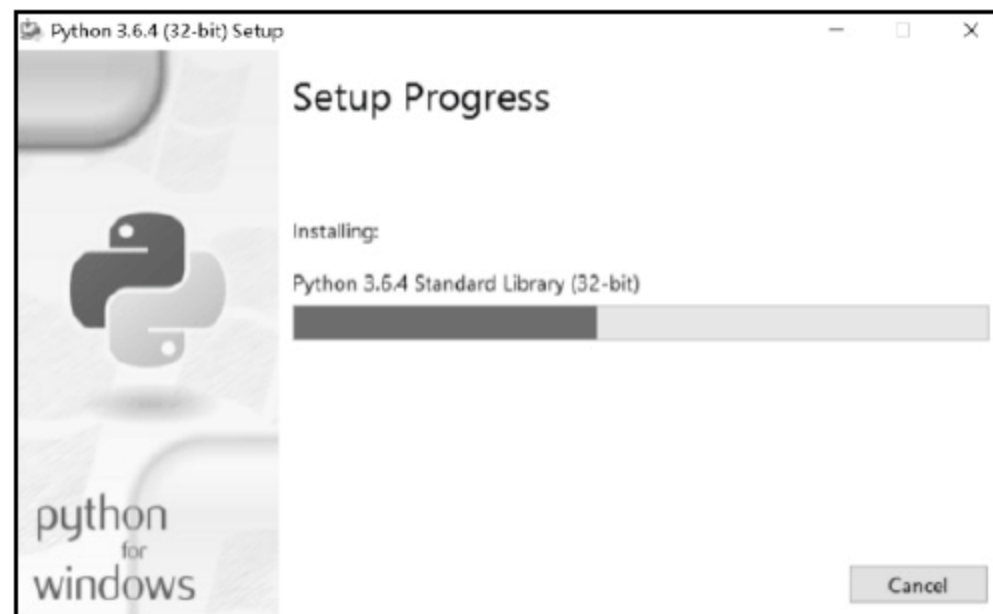 Python 3.6.4 (32-bit) Setup
Setup Progress
Installing:
Python 3.6.4 Standard Library (32-bit)
python
for
windows
Cancel